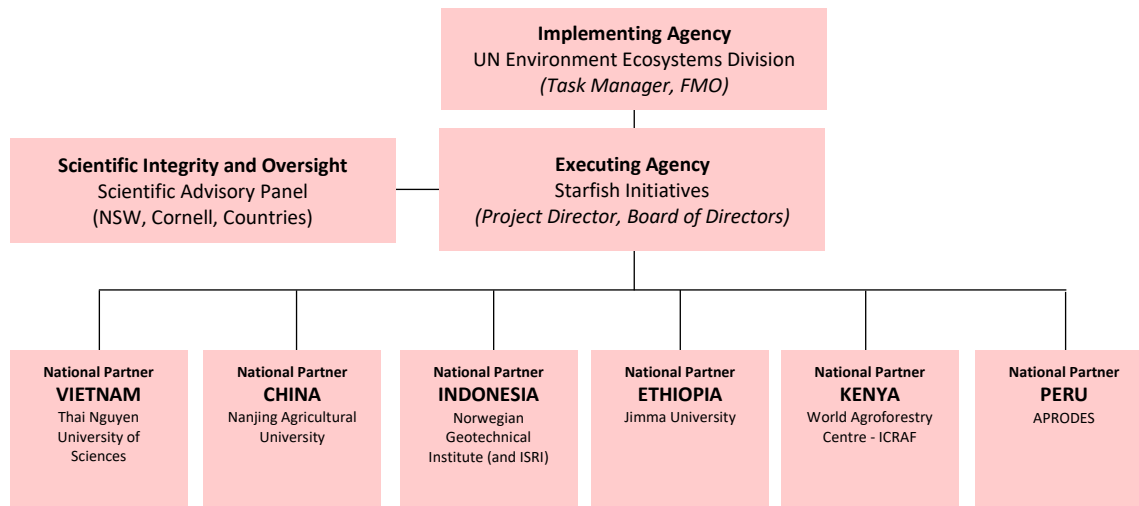 Implementing Agency
UN Environment Ecosystems Division
(Task Manager, FMO)
Scientific Integrity and Oversight
Scientific Advisory Panel
(NSW, Cornell, Countries)
Executing Agency
Starfish Initiatives
(Project Director, Board of Directors)
National Partner
VIETNAM
Thai Nguyen
University of
Sciences
National Partner
CHINA
Nanjing Agricultural
University
National Partner
INDONESIA
Norwegian
Geotechnical
Institute (and ISRI)
National Partner
ETHIOPIA
Jimma University
National Partner
KENYA
World Agroforestry
Centre - ICRAF
National Partner
PERU
APRODES